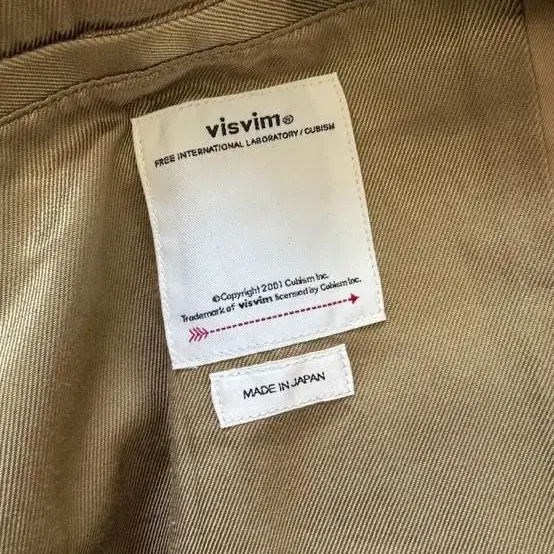 visvim®
FREE INTERNATIONAL LABORATORY / CUBISM
©Copyright 2001 Cubism Inc.
Trademark of visvim licensed by Cubism Inc.
MADE IN JAPAN